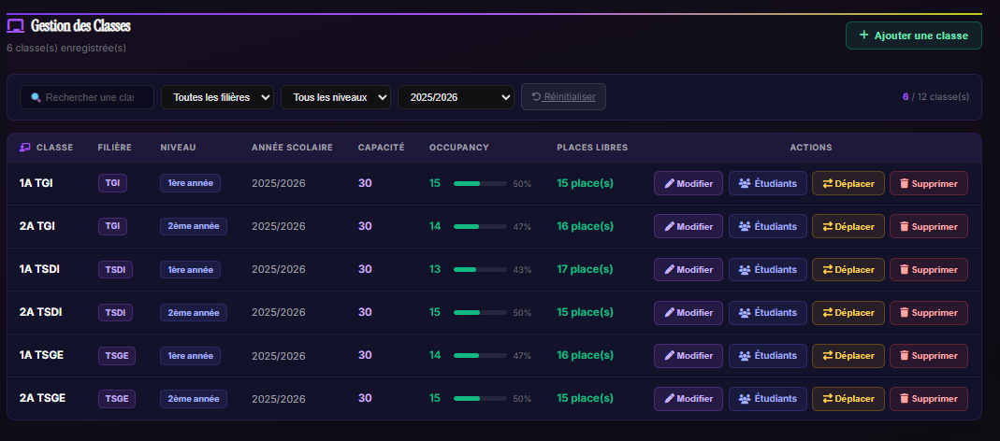 Gestion des Classes
6 classe(s) enregistrée(s)
+ Ajouter une classe
Rechercher une clas
Toutes les filières
Tous les niveaux
2025/2026
Réinitialiser
6 / 12 classe(s)
CLASSE FILIÈRE NIVEAU ANNÉE SCOLAIRE CAPACITÉ OCCUPANCY PLACES LIBRES ACTIONS
1A TGI TGI 1ère année 2025/2026 30 15 50% 15 place(s) Modifier Étudiants Déplacer Supprimer
2A TGI TGI 2ème année 2025/2026 30 14 47% 16 place(s) Modifier Étudiants Déplacer Supprimer
1A TSDI TSDI 1ère année 2025/2026 30 13 43% 17 place(s) Modifier Étudiants Déplacer Supprimer
2A TSDI TSDI 2ème année 2025/2026 30 15 50% 15 place(s) Modifier Étudiants Déplacer Supprimer
1A TSGE TSGE 1ère année 2025/2026 30 14 47% 16 place(s) Modifier Étudiants Déplacer Supprimer
2A TSGE TSGE 2ème année 2025/2026 30 15 50% 15 place(s) Modifier Étudiants Déplacer Supprimer